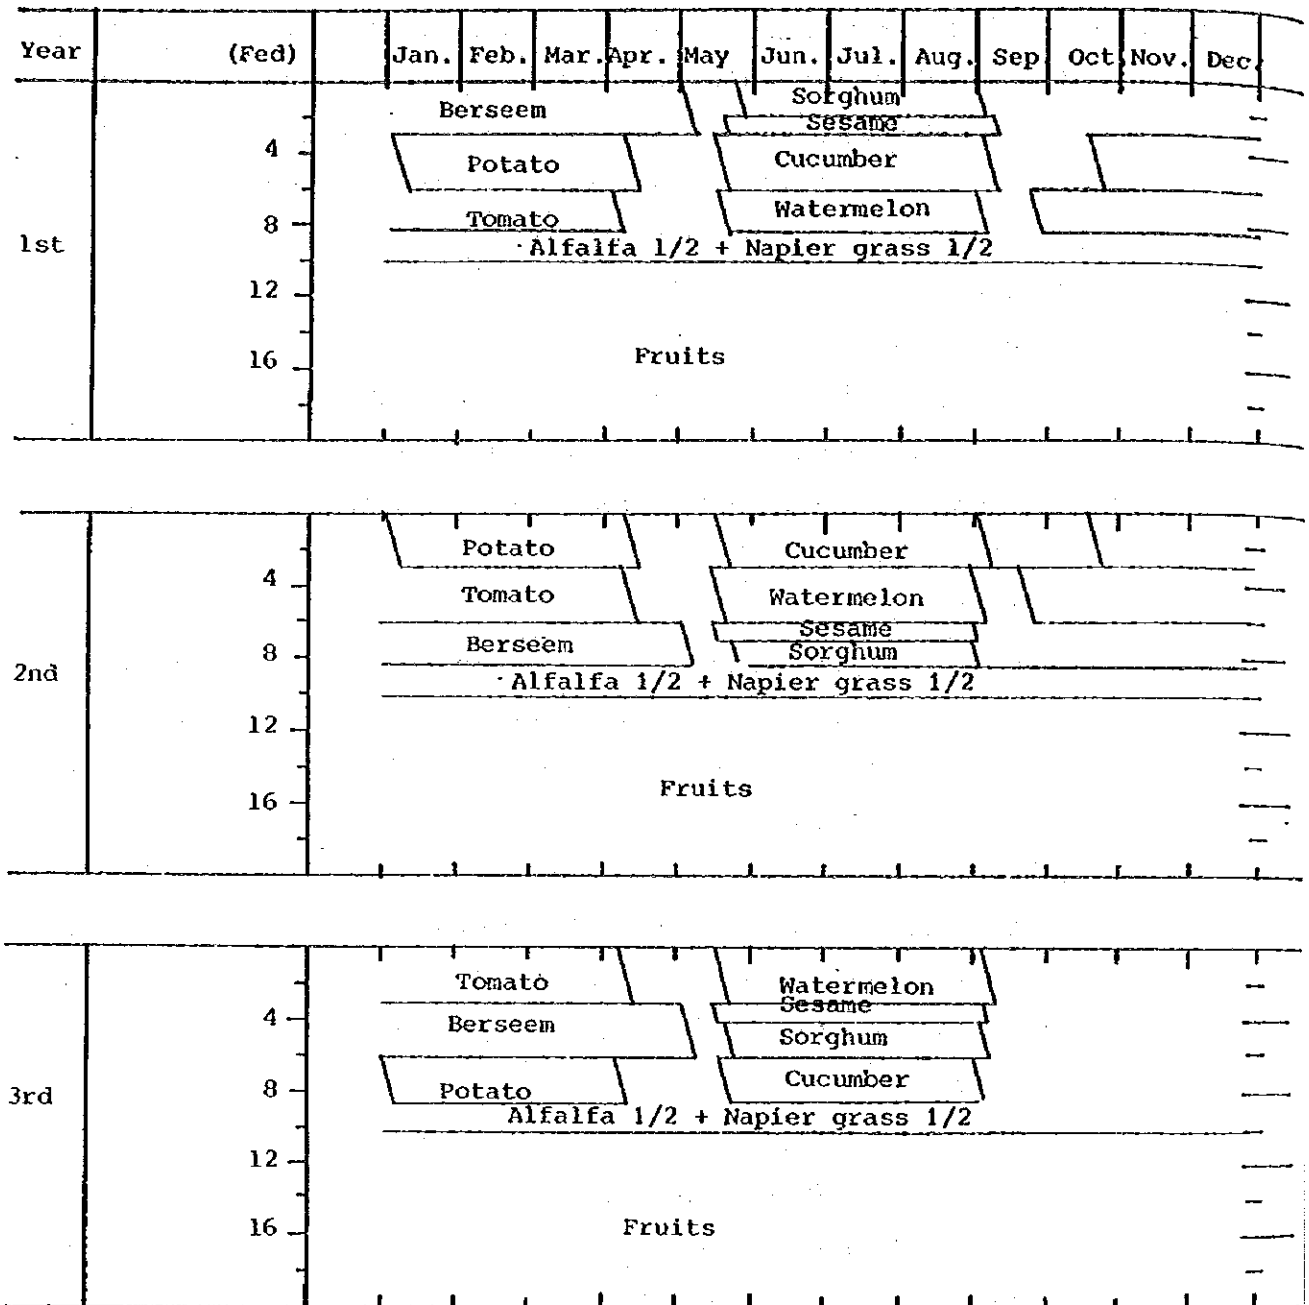 Year (Fed) Jan. Feb. Mar. Apr. May Jun. Jul. Aug. Sep Oct Nov. Dec.
Sorghum
Berseem
Sesame
4 Potato Cucumber
Watermelon
8 Tomato
1st Alfalfa 1/2 + Napier grass 1/2
12
16 Fruits
Potato Cucumber
4
Tomato Watermelon
Sesame
8 Berseem Sorghum
2nd Alfalfa 1/2 + Napier grass 1/2
12
Fruits
16
Tomato Watermelon
Sesame
4 Berseem
Sorghum
Cucumber
3rd 8 Potato
Alfalfa 1/2 + Napier grass 1/2
12
16 Fruits